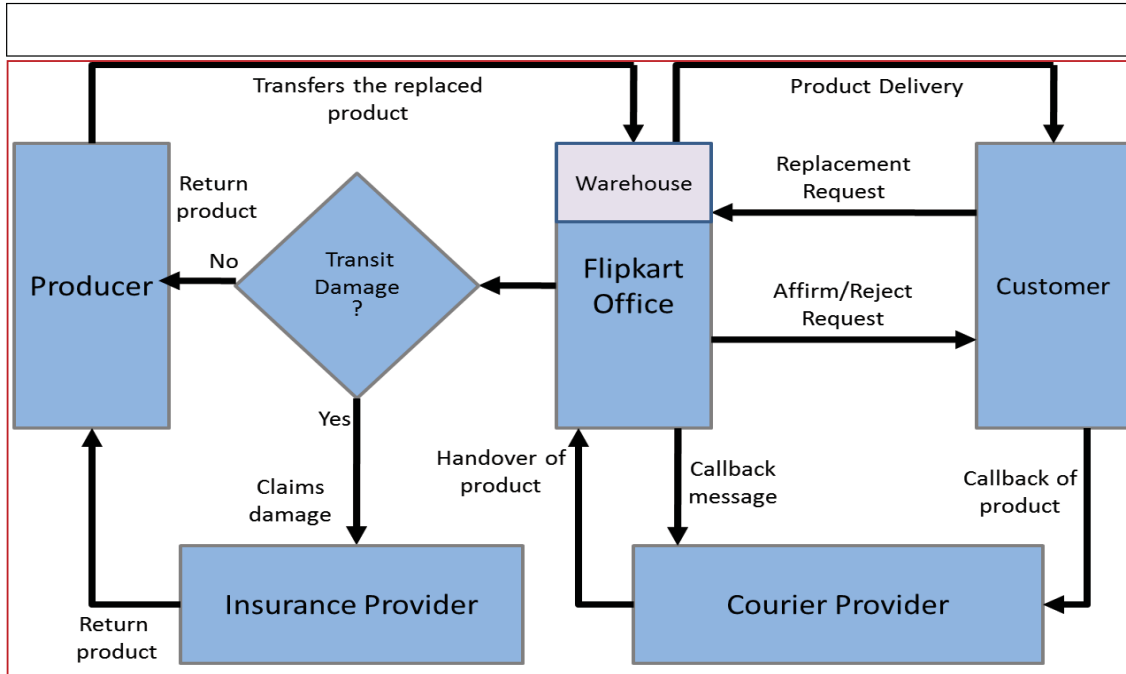 Transfers the replaced
product
Product Delivery
Return
product
No
Producer
Transit
Damage
?
Warehouse
Flipkart
Office
Replacement
Request
Affirm/Reject
Request
Customer
Yes
Claims
damage
Handover of
product
Callback
message
Callback of
product
Return
product
Insurance Provider
Courier Provider